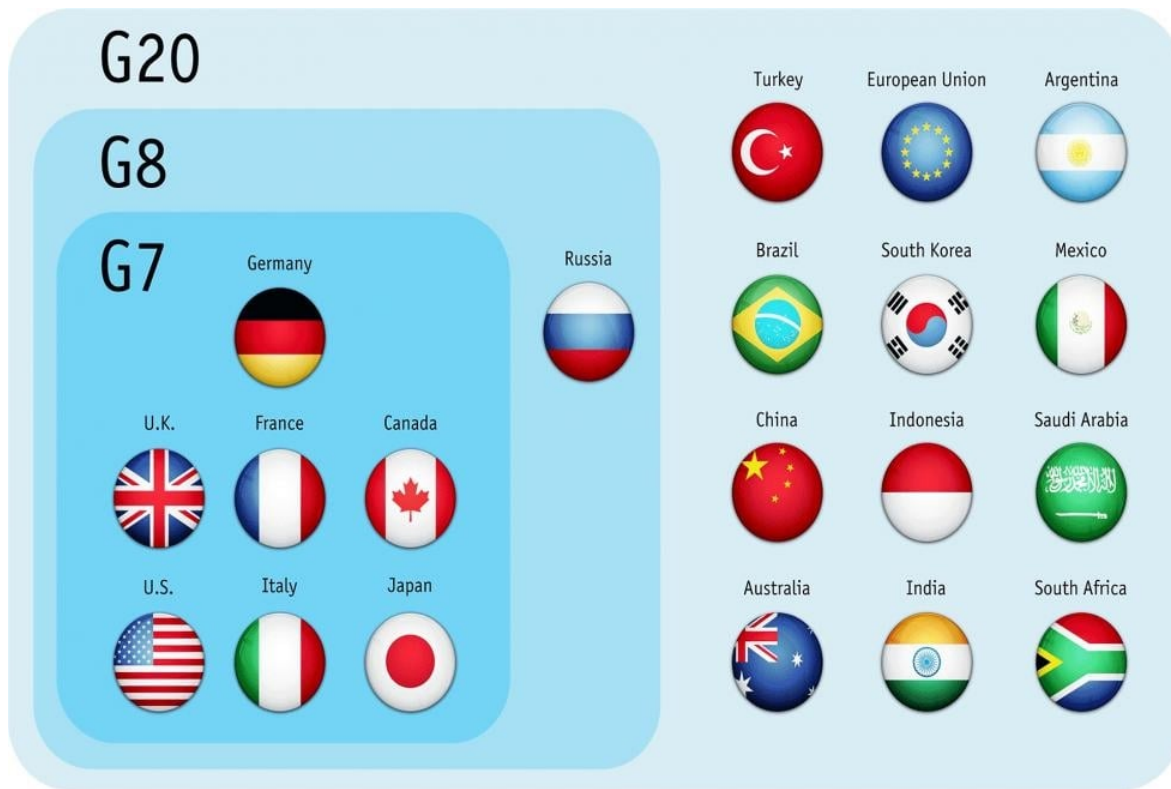 G20
G8
G7
Germany
U.K.
France
Canada
U.S.
Italy
Japan
Russia
Turkey
European Union
Argentina
Brazil
South Korea
Mexico
China
Indonesia
Saudi Arabia
Australia
India
South Africa